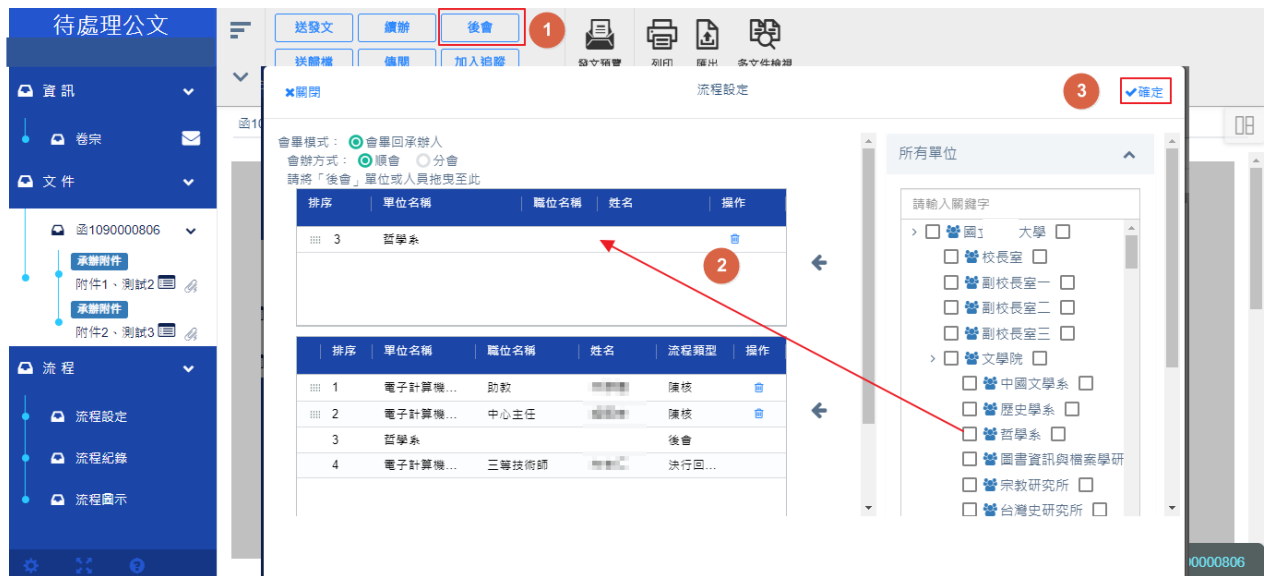 待處理公文
資訊
卷宗
文件
函1090000806
承辦附件
附件1、測試2
承辦附件
附件2、測試3
流程
流程設定
流程紀錄
流程圖示
送發文 續辦 後會 1
送歸檔 傳閱 加入追蹤 發文預覽 列印 匯出 多文件檢視
函10
✖關閉 流程設定 3 ✔確定
會畢模式： 會畢回承辦人
會辦方式： 順會 分會
請將「後會」單位或人員拖曳至此
排序 單位名稱 職位名稱 姓名 操作
3 哲學系
2
排序 單位名稱 職位名稱 姓名 流程類型 操作
1 電子計算機... 助教 陳核
2 電子計算機... 中心主任 陳核
3 哲學系 後會
4 電子計算機... 三等技術師 決行回...
所有單位
請輸入關鍵字
國 大學
校長室
副校長室一
副校長室二
副校長室三
文學院
中國文學系
歷史學系
哲學系
圖書資訊與檔案學研
宗教研究所
台灣史研究所
0000806